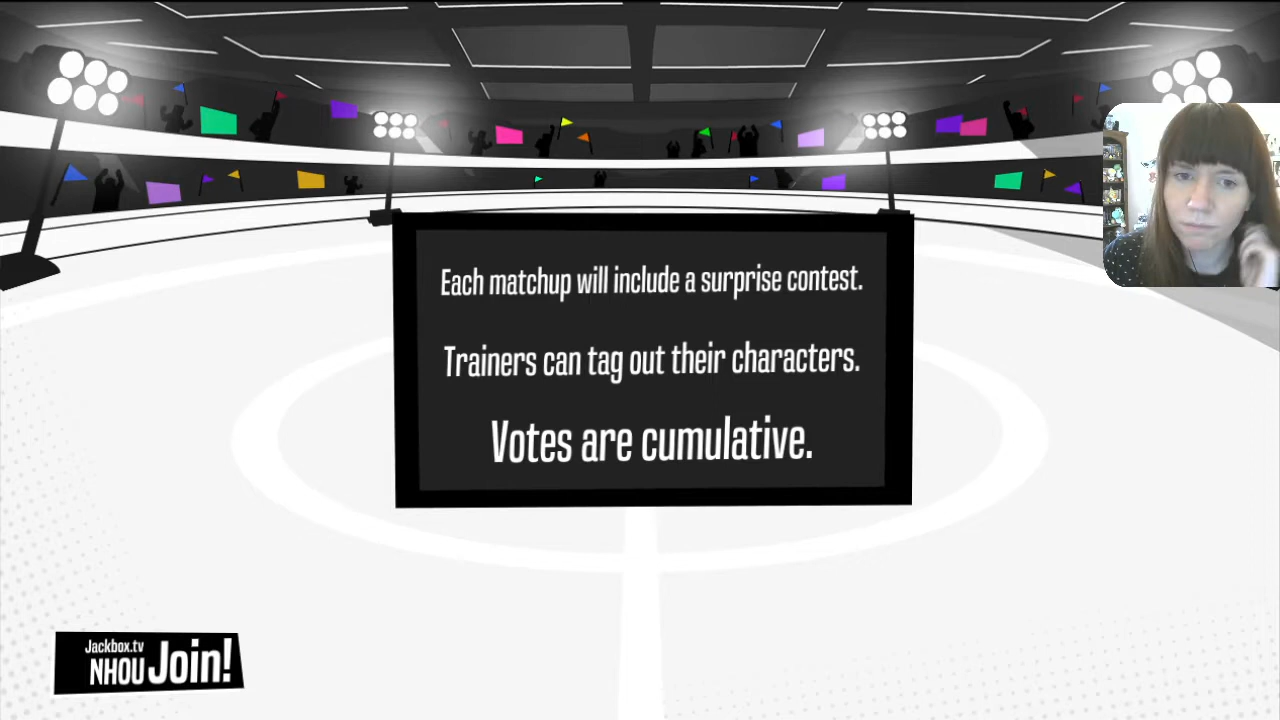 Each matchup will include a surprise contest.
Trainers can tag out their characters.
Votes are cumulative.
Jackbox.tv
NHOU Join!